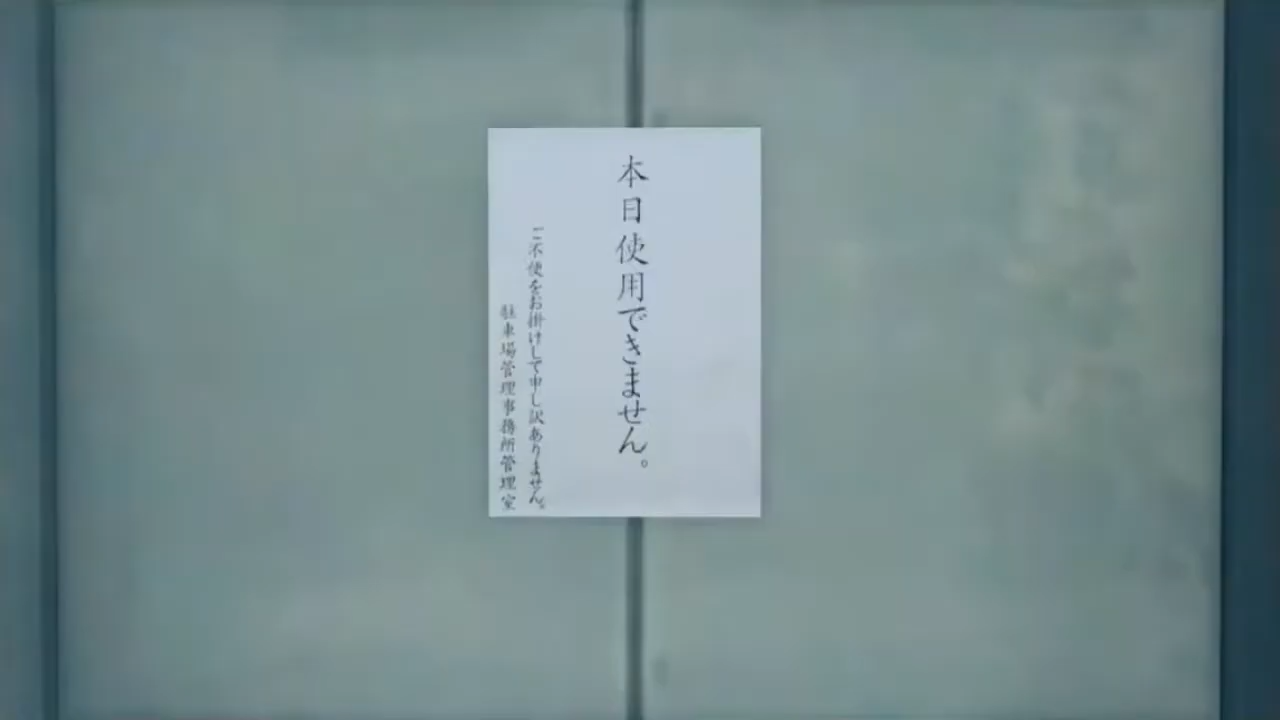 本日使用できません。
ご不便をお掛けして申し訳ありません。
駐車場管理事務所管理室